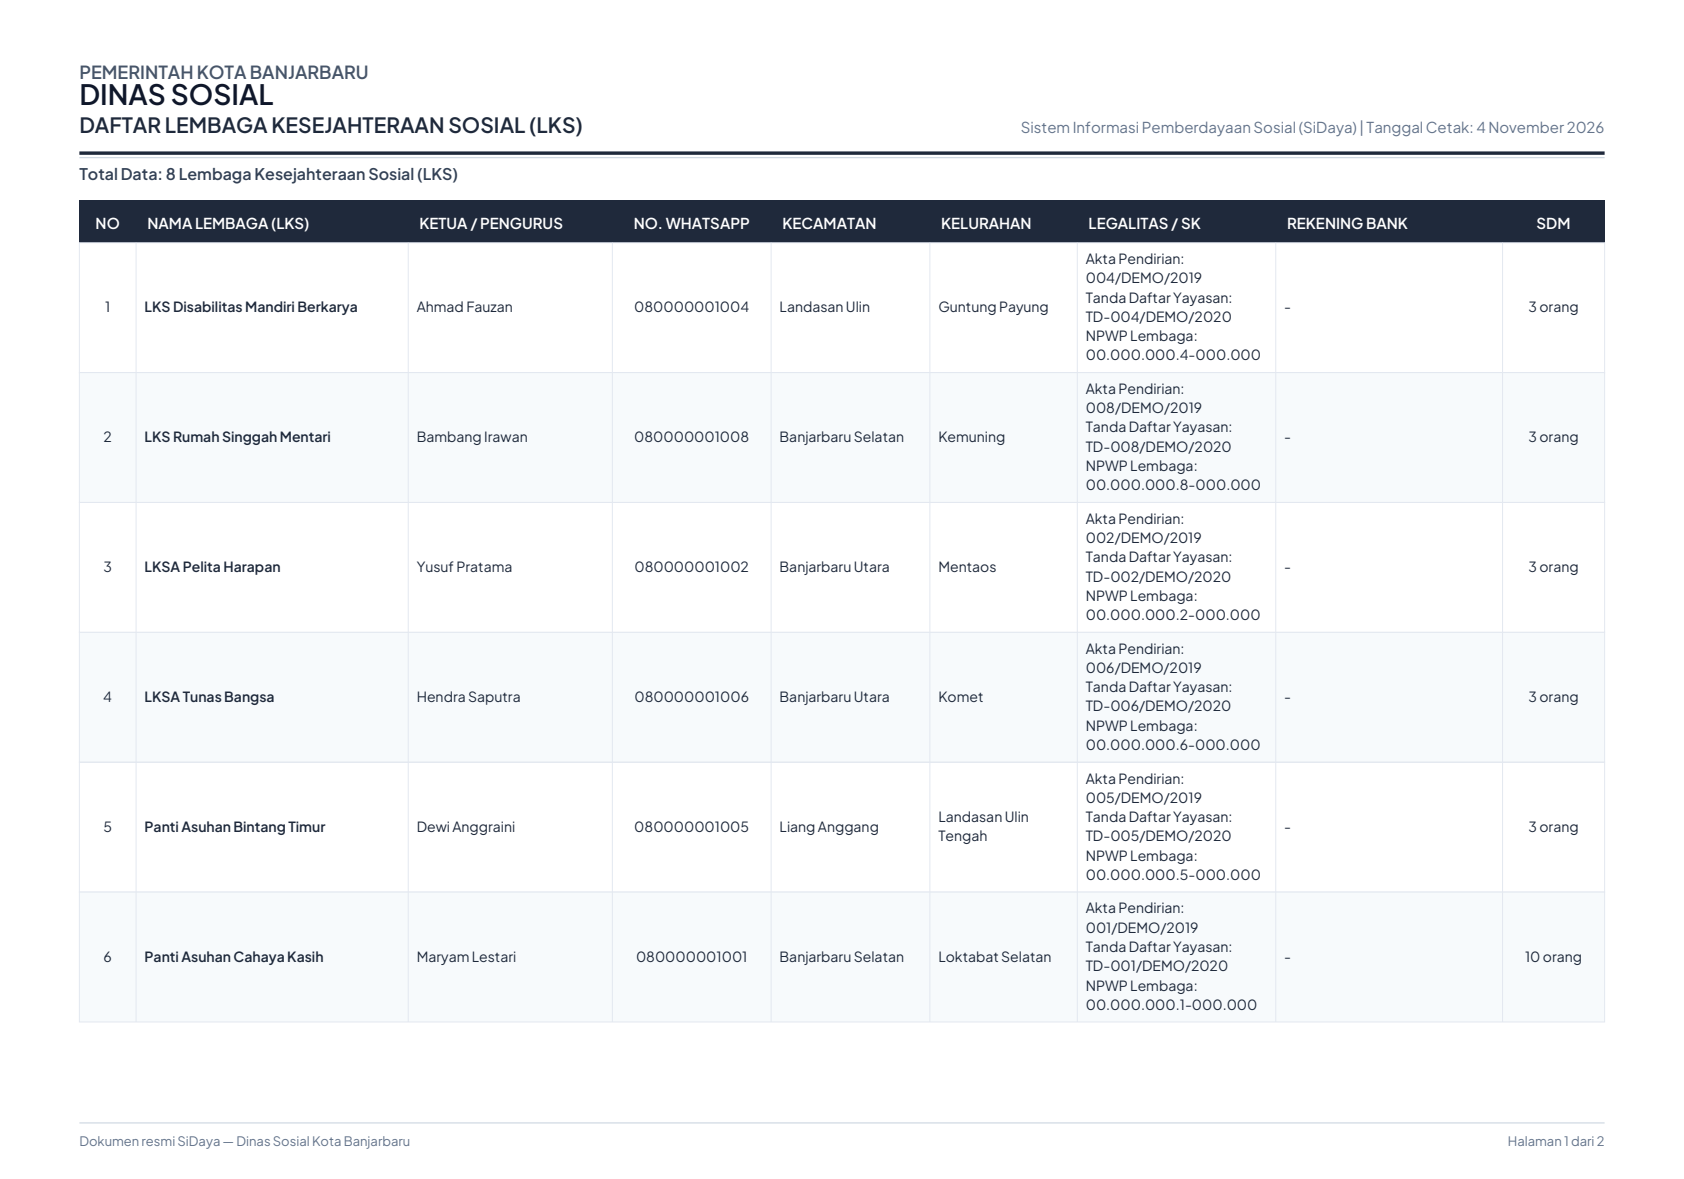 PEMERINTAH KOTA BANJARBARU
DINAS SOSIAL
DAFTAR LEMBAGA KESEJAHTERAAN SOSIAL (LKS)
Sistem Informasi Pemberdayaan Sosial (SiDaya) | Tanggal Cetak: 4 November 2026
Total Data: 8 Lembaga Kesejahteraan Sosial (LKS)
NO NAMA LEMBAGA (LKS) KETUA / PENGURUS NO. WHATSAPP KECAMATAN KELURAHAN LEGALITAS / SK REKENING BANK SDM
1 LKS Disabilitas Mandiri Berkarya Ahmad Fauzan 080000001004 Landasan Ulin Guntung Payung
Akta Pendirian:
004/DEMO/2019
Tanda Daftar Yayasan:
TD-004/DEMO/2020
NPWP Lembaga:
00.000.000.4-000.000
- 3 orang
2 LKS Rumah Singgah Mentari Bambang Irawan 080000001008 Banjarbaru Selatan Kemuning
Akta Pendirian:
008/DEMO/2019
Tanda Daftar Yayasan:
TD-008/DEMO/2020
NPWP Lembaga:
00.000.000.8-000.000
- 3 orang
3 LKSA Pelita Harapan Yusuf Pratama 080000001002 Banjarbaru Utara Mentaos
Akta Pendirian:
002/DEMO/2019
Tanda Daftar Yayasan:
TD-002/DEMO/2020
NPWP Lembaga:
00.000.000.2-000.000
- 3 orang
4 LKSA Tunas Bangsa Hendra Saputra 080000001006 Banjarbaru Utara Komet
Akta Pendirian:
006/DEMO/2019
Tanda Daftar Yayasan:
TD-006/DEMO/2020
NPWP Lembaga:
00.000.000.6-000.000
- 3 orang
5 Panti Asuhan Bintang Timur Dewi Anggraini 080000001005 Liang Anggang
Landasan Ulin
Tengah
Akta Pendirian:
005/DEMO/2019
Tanda Daftar Yayasan:
TD-005/DEMO/2020
NPWP Lembaga:
00.000.000.5-000.000
- 3 orang
6 Panti Asuhan Cahaya Kasih Maryam Lestari 080000001001 Banjarbaru Selatan Loktabat Selatan
Akta Pendirian:
001/DEMO/2019
Tanda Daftar Yayasan:
TD-001/DEMO/2020
NPWP Lembaga:
00.000.000.1-000.000
- 10 orang
Dokumen resmi SiDaya — Dinas Sosial Kota Banjarbaru
Halaman 1 dari 2